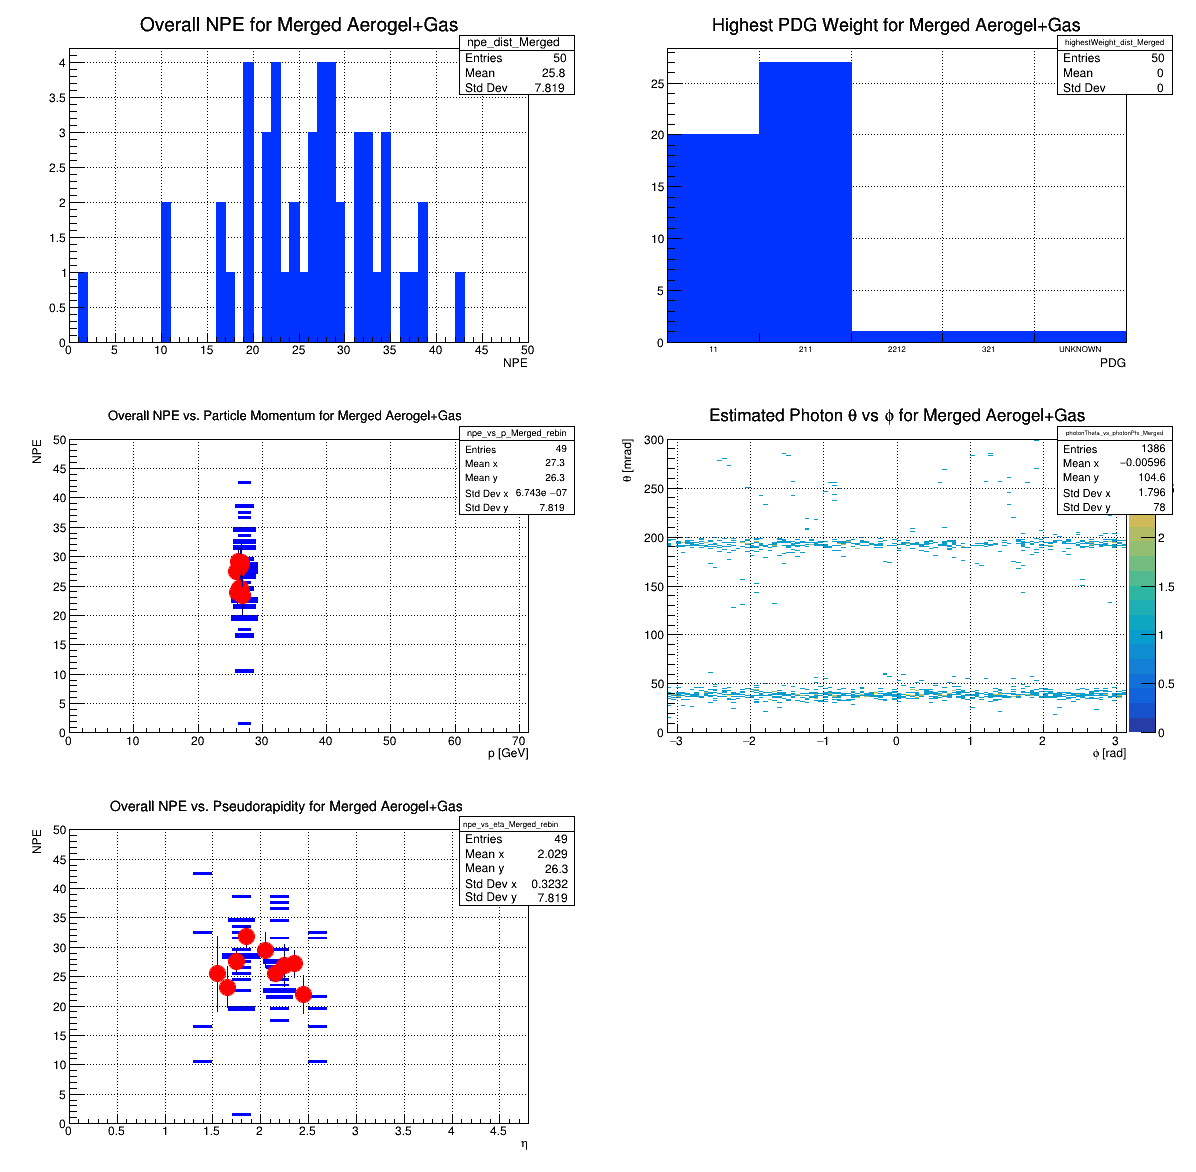 Overall NPE for Merged Aerogel+Gas
npe_dist_Merged
Entries 50
Mean 25.8
Std Dev 7.819
4
3.5
3
2.5
2
1.5
1
0.5
0
0 5 10 15 20 25 30 35 40 45 50
NPE
Highest PDG Weight for Merged Aerogel+Gas
highestWeight_dist_Merged
Entries 50
Mean 0
Std Dev 0
25
20
15
10
5
0
11 211 2212 321 UNKNOWN
PDG
Overall NPE vs. Particle Momentum for Merged Aerogel+Gas
npe_vs_p_Merged_rebin
Entries 49
Mean x 27.3
Mean y 26.3
Std Dev x 6.743e −07
Std Dev y 7.819
NPE
50
45
40
35
30
25
20
15
10
5
0
0 10 20 30 40 50 60 70
p [GeV]
Estimated Photon θ vs ϕ for Merged Aerogel+Gas
photonTheta_vs_photonPhi_Merged
Entries 1386
Mean x −0.00596
Mean y 104.6
Std Dev x 1.796
Std Dev y 78
θ [mrad]
300
250
200
150
100
50
0
−3 −2 −1 0 1 2 3
ϕ [rad]
2
1.5
1
0.5
0
Overall NPE vs. Pseudorapidity for Merged Aerogel+Gas
npe_vs_eta_Merged_rebin
Entries 49
Mean x 2.029
Mean y 26.3
Std Dev x 0.3232
Std Dev y 7.819
NPE
50
45
40
35
30
25
20
15
10
5
0
0 0.5 1 1.5 2 2.5 3 3.5 4 4.5
η